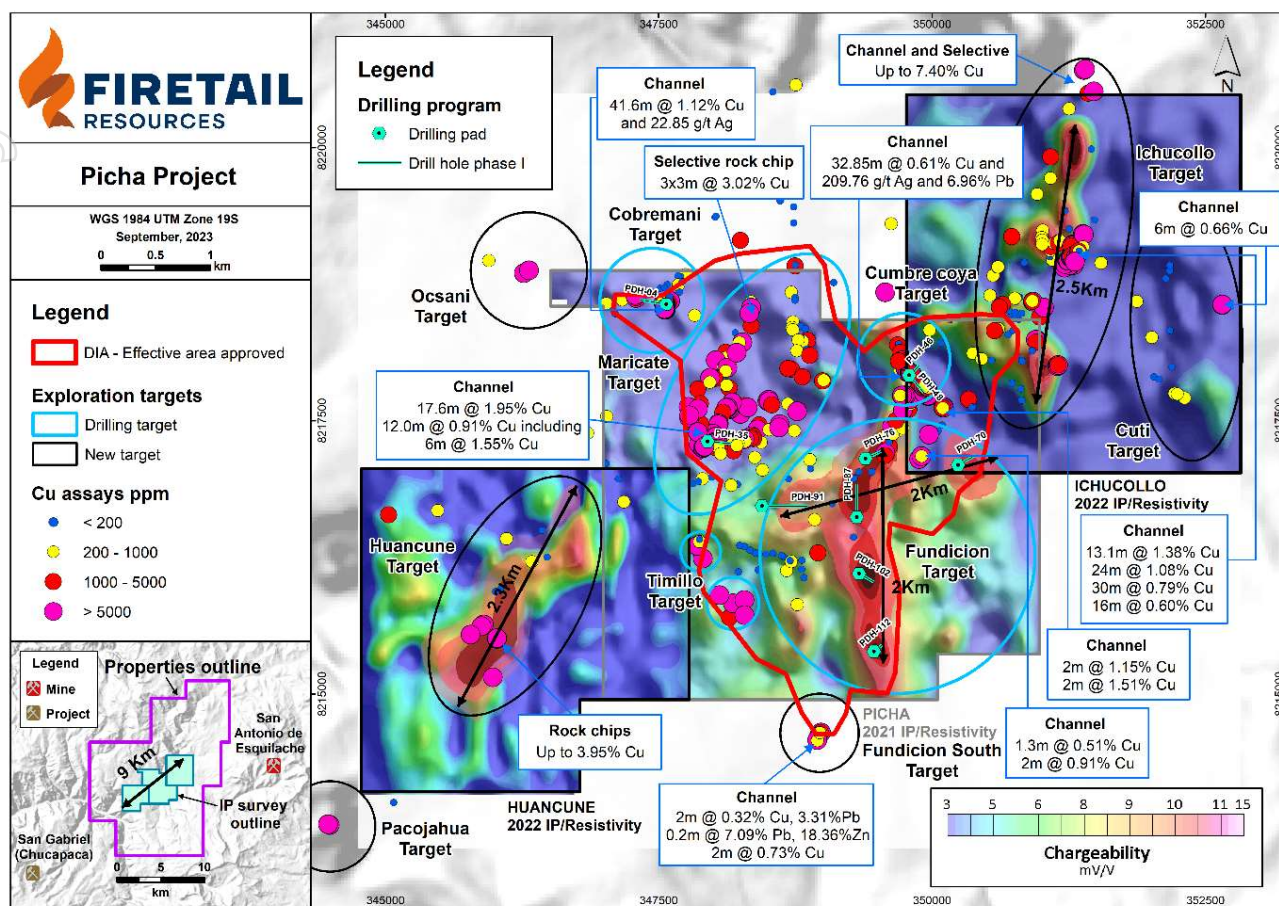 FIRETAIL
RESOURCES
Picha Project
WGS 1984 UTM Zone 19S
September, 2023
0 0.5 1
km
Legend
DIA - Effective area approved
Exploration targets
Drilling target
New target
Cu assays ppm
< 200
200 - 1000
1000 - 5000
> 5000
Legend
Mine
Project
Properties outline
San
Antonio de
Esquilache
9 Km
IP survey
outline
San Gabriel
(Chucapaca)
0 5 10
km
345000
347500
350000
352500
Legend
Drilling program
Drilling pad
Drill hole phase I
Channel
41.6m @ 1.12% Cu
and 22.85 g/t Ag
Selective rock chip
3x3m @ 3.02% Cu
Channel
32.85m @ 0.61% Cu and
209.76 g/t Ag and 6.96% Pb
Channel and Selective
Up to 7.40% Cu
N
8220000
8220000
Ichucollo
Target
Channel
6m @ 0.66% Cu
Cobremani
Target
Ocsani
Target
PDH-04
Cumbre coya
Target
2.5Km
Maricate
Target
PDH-46
PDH-49
Channel
17.6m @ 1.95% Cu
12.0m @ 0.91% Cu including
6m @ 1.55% Cu
8217500
8217500
PDH-35
PDH-76
PDH-70
Cuti
Target
PDH-87
PDH-91
2Km
ICHUCOLLO
2022 IP/Resistivity
Huancune
Target
2.3Km
Timillo
Target
Fundicion
Target
PDH-102
2Km
PDH-112
Channel
13.1m @ 1.38% Cu
24m @ 1.08% Cu
30m @ 0.79% Cu
16m @ 0.60% Cu
Channel
2m @ 1.15% Cu
2m @ 1.51% Cu
8215000
8215000
Rock chips
Up to 3.95% Cu
PICHA
2021 IP/Resistivity
Fundicion South
Target
Channel
1.3m @ 0.51% Cu
2m @ 0.91% Cu
HUANCUNE
2022 IP/Resistivity
Channel
2m @ 0.32% Cu, 3.31%Pb
0.2m @ 7.09% Pb, 18.36%Zn
2m @ 0.73% Cu
Pacojahua
Target
3 5 6 8 9 10 11 15
Chargeability
mV/V
345000
347500
350000
352500